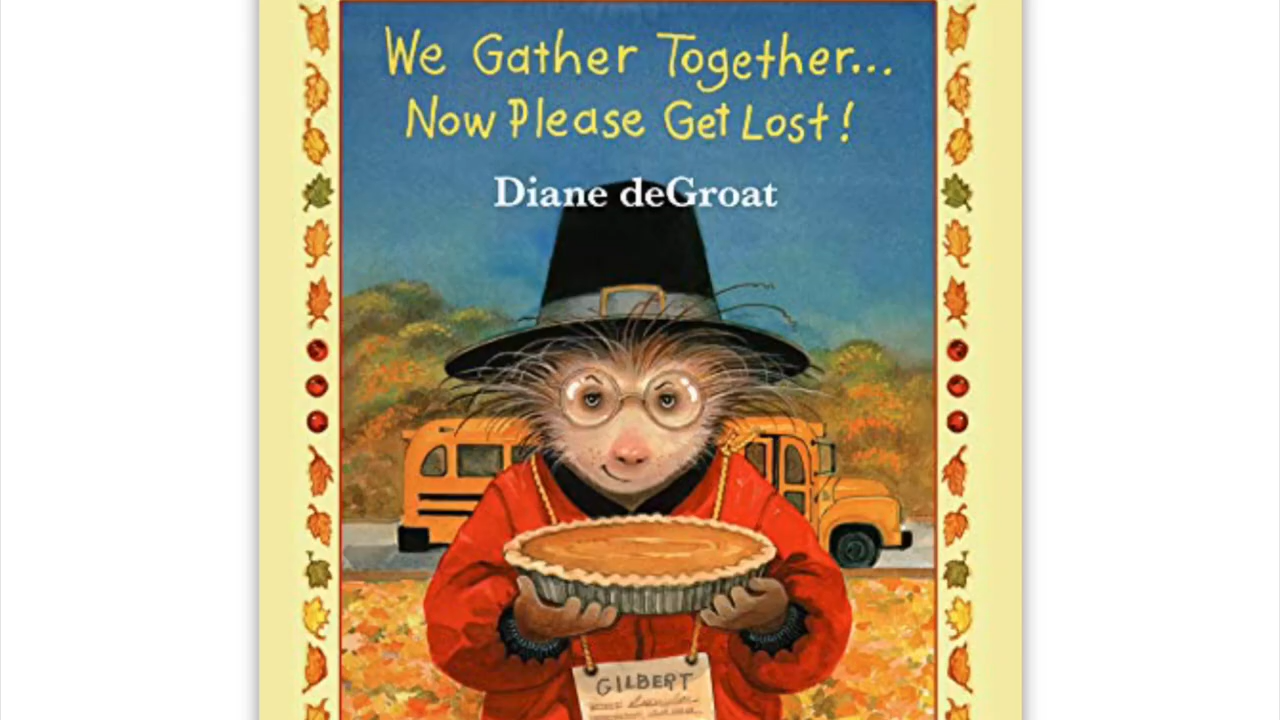 We Gather Together...
Now Please Get Lost!
Diane deGroat
GILBERT